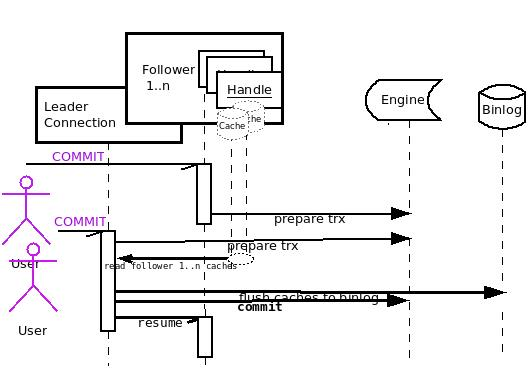 Follower
1..n
Handle
Leader
Connection
Cache
che
Engine
Binlog
COMMIT
prepare trx
COMMIT
prepare trx
User
read follower 1..n caches
flush caches to binlog
commit
resume
User